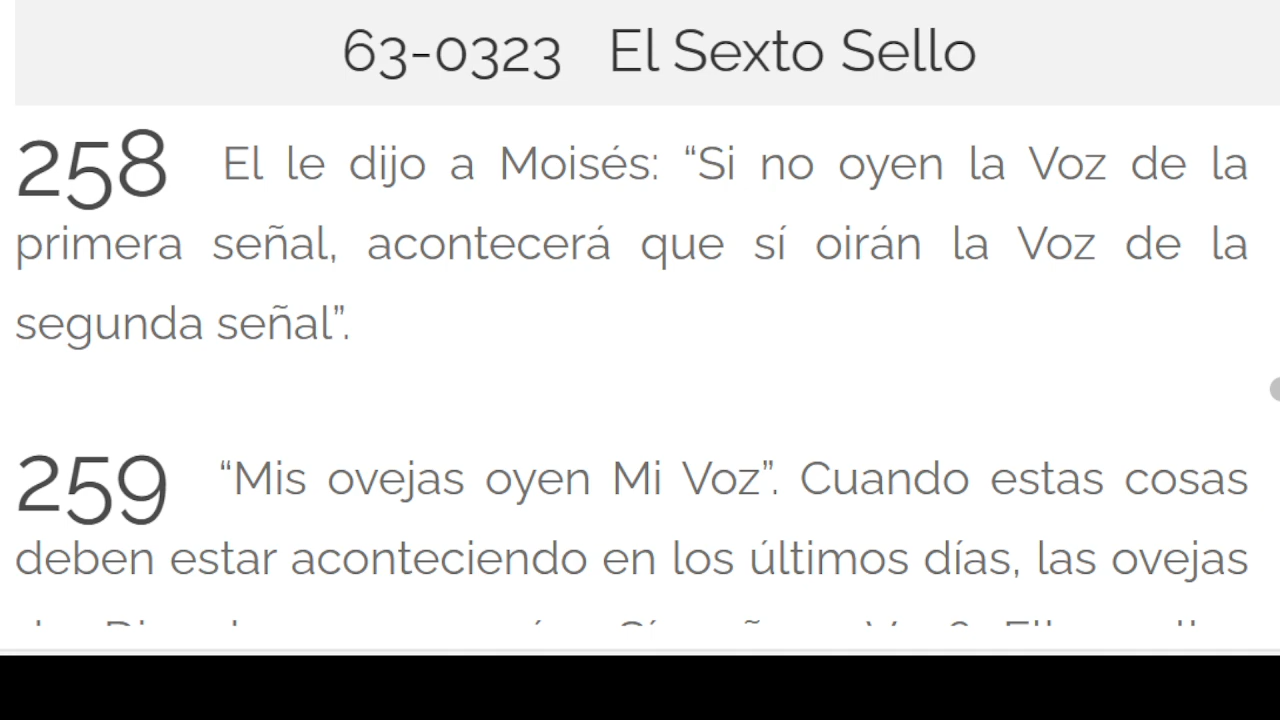 63-0323 El Sexto Sello
258 El le dijo a Moisés: “Si no oyen la Voz de la
primera señal, acontecerá que sí oirán la Voz de la
segunda señal”.
259 “Mis ovejas oyen Mi Voz”. Cuando estas cosas
deben estar aconteciendo en los últimos días, las ovejas